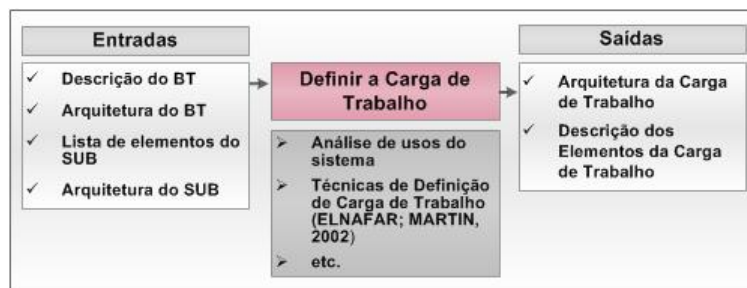 Entradas
✓ Descrição do BT
✓ Arquitetura do BT
✓ Lista de elementos do
SUB
✓ Arquitetura do SUB
Definir a Carga de
Trabalho
➢ Análise de usos do
sistema
➢ Técnicas de Definição
de Carga de Trabalho
(ELNAFAR; MARTIN,
2002)
➢ etc.
Saídas
✓ Arquitetura da Carga
de Trabalho
✓ Descrição dos
Elementos da Carga
de Trabalho